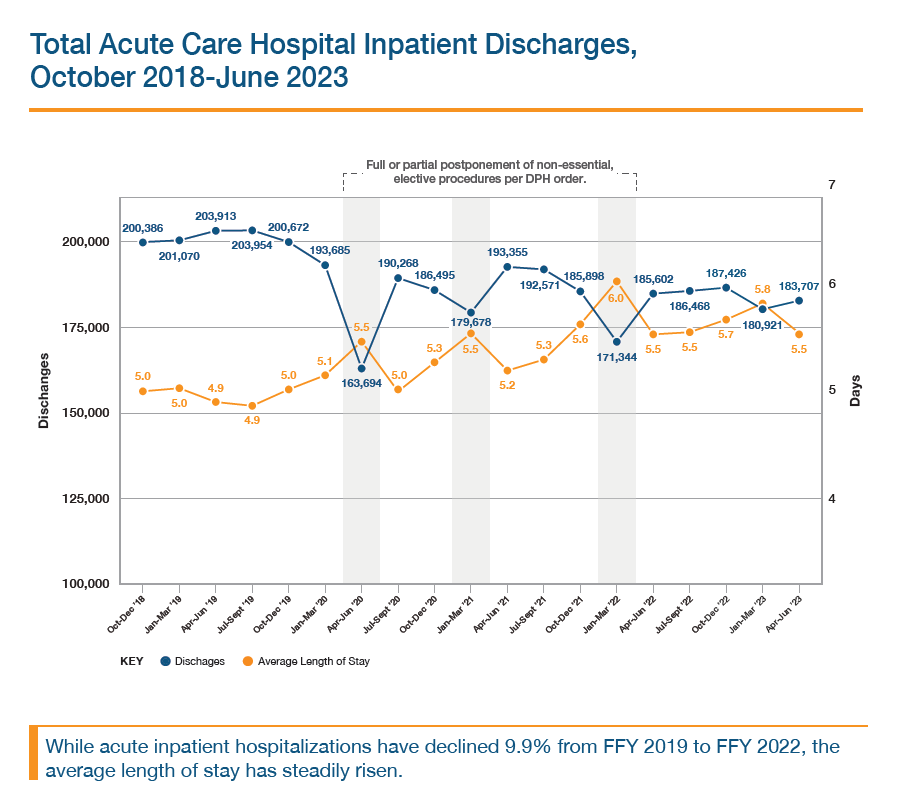 Total Acute Care Hospital Inpatient Discharges,
October 2018-June 2023
Full or partial postponement of non-essential,
elective procedures per DPH order.
7
6
5
4
Days
200,000
175,000
150,000
125,000
100,000
Dischanges
200,386
201,070
203,913
203,954
200,672
193,685
163,694
190,268
186,495
179,678
193,355
192,571
185,898
171,344
185,602
186,468
187,426
180,921
183,707
5.0
5.0
4.9
4.9
5.0
5.1
5.5
5.0
5.3
5.5
5.2
5.3
5.6
6.0
5.5
5.5
5.7
5.8
5.5
Oct-Dec '18
Jan-Mar '19
Apr-Jun '19
Jul-Sept '19
Oct-Dec '19
Jan-Mar '20
Apr-Jun '20
Jul-Sept '20
Oct-Dec '20
Jan-Mar '21
Apr-Jun '21
Jul-Sept '21
Oct-Dec '21
Jan-Mar '22
Apr-Jun '22
Jul-Sept '22
Oct-Dec '22
Jan-Mar '23
Apr-Jun '23
KEY Dischages Average Length of Stay
While acute inpatient hospitalizations have declined 9.9% from FFY 2019 to FFY 2022, the
average length of stay has steadily risen.